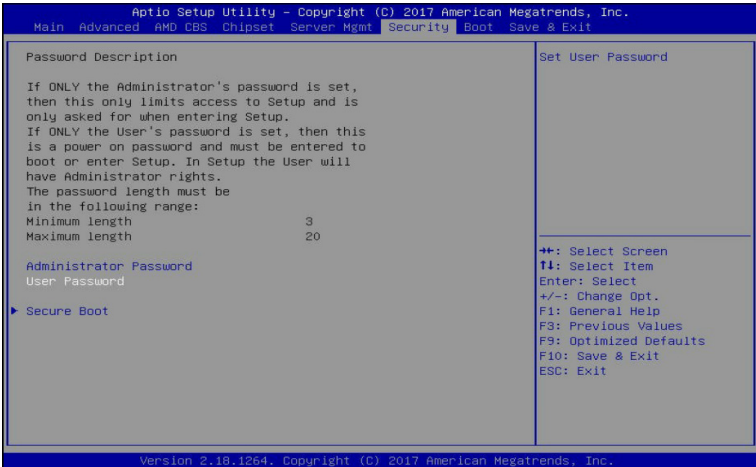 Aptio Setup Utility – Copyright (C) 2017 American Megatrends, Inc.
Main Advanced AMD CBS Chipset Server Mgmt Security Boot Save & Exit
Password Description
If ONLY the Administrator's password is set,
then this only limits access to Setup and is
only asked for when entering Setup.
If ONLY the User's password is set, then this
is a power on password and must be entered to
boot or enter Setup. In Setup the User will
have Administrator rights.
The password length must be
in the following range:
Minimum length 3
Maximum length 20
Administrator Password
User Password
► Secure Boot
Set User Password
→←: Select Screen
↑↓: Select Item
Enter: Select
+/-: Change Opt.
F1: General Help
F3: Previous Values
F9: Optimized Defaults
F10: Save & Exit
ESC: Exit
Version 2.18.1264. Copyright (C) 2017 American Megatrends, Inc.